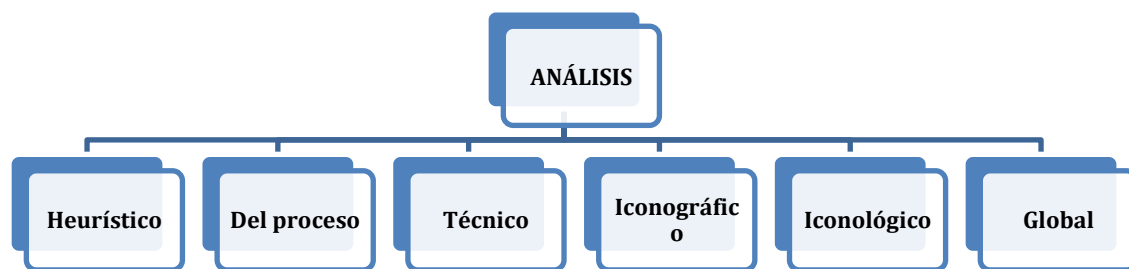 ANÁLISIS
Heurístico
Del proceso
Técnico
Iconográfic
o
Iconológico
Global